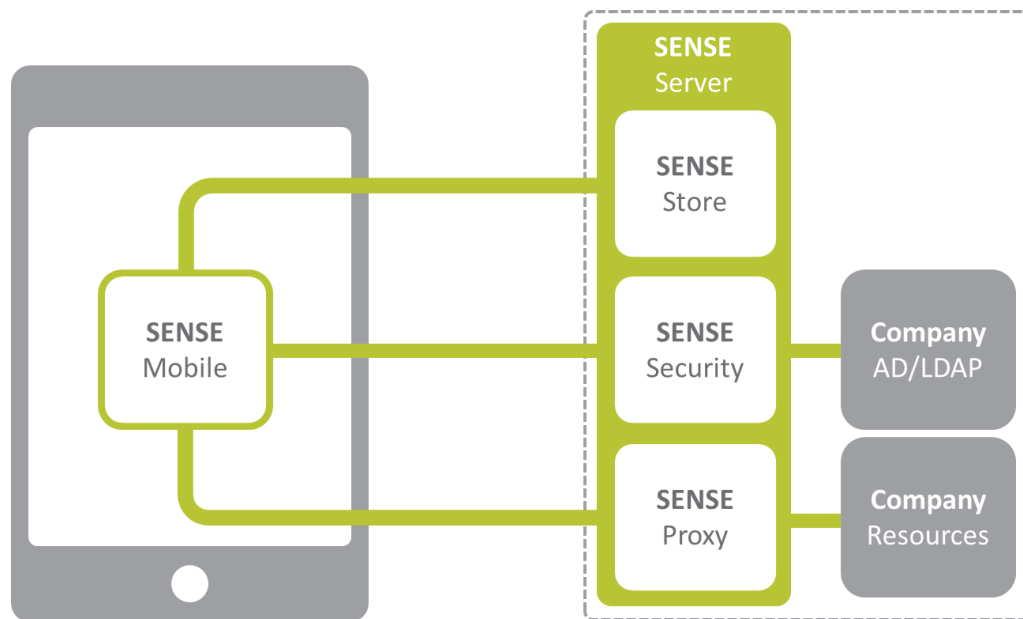 SENSE
Server
SENSE
Store
SENSE
Mobile
SENSE
Security
Company
AD/LDAP
SENSE
Proxy
Company
Resources